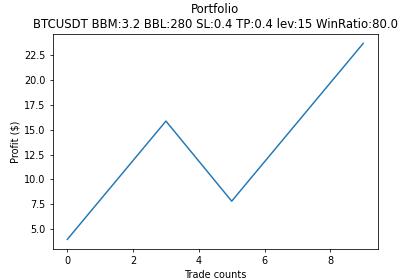 Portfolio
BTCUSDT BBM:3.2 BBL:280 SL:0.4 TP:0.4 lev:15 WinRatio:80.0
22.5
20.0
17.5
15.0
12.5
10.0
7.5
5.0
Profit ($)
0 2 4 6 8
Trade counts